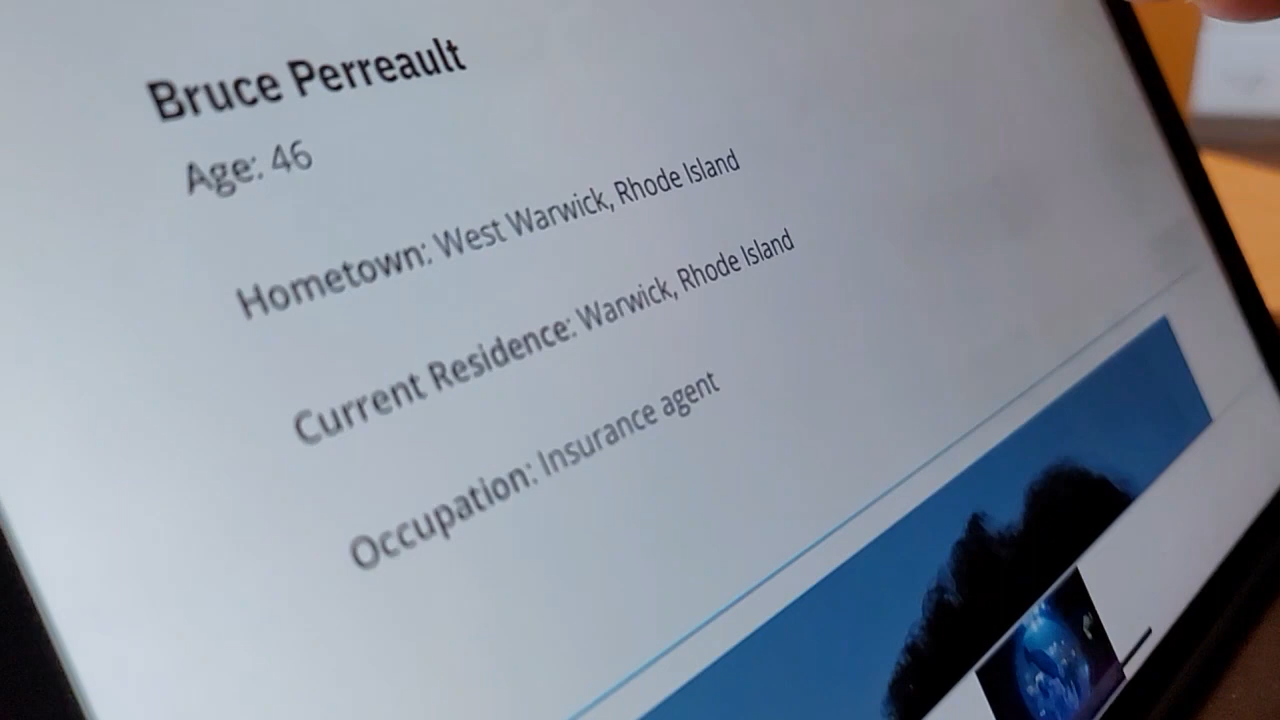 Bruce Perreault
Age: 46
Hometown: West Warwick, Rhode Island
Current Residence: Warwick, Rhode Island
Occupation: Insurance agent